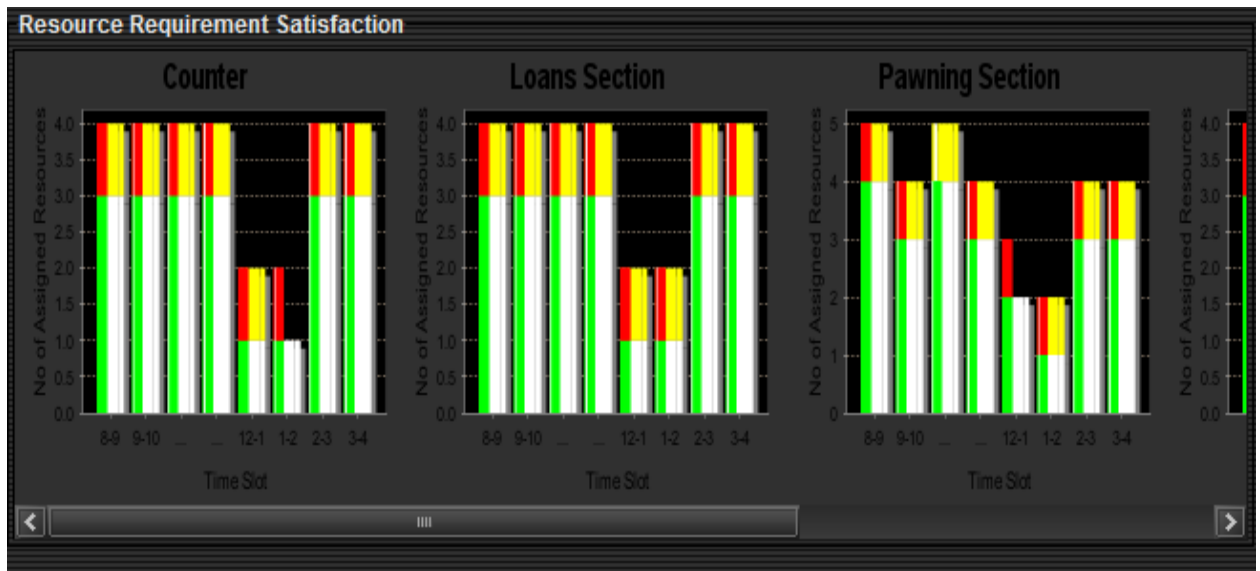 Resource Requirement Satisfaction
Counter
No of Assigned Resources
4.0
3.5
3.0
2.5
2.0
1.5
1.0
0.5
0.0
8-9 9-10 ... ... 12-1 1-2 2-3 3-4
Time Slot
Loans Section
No of Assigned Resources
4.0
3.5
3.0
2.5
2.0
1.5
1.0
0.5
0.0
8-9 9-10 ... ... 12-1 1-2 2-3 3-4
Time Slot
Pawning Section
No of Assigned Resources
5
4
3
2
1
0
8-9 9-10 ... ... 12-1 1-2 2-3 3-4
Time Slot
No of Assigned Resources
4.0
3.5
3.0
2.5
2.0
1.5
1.0
0.5
0.0